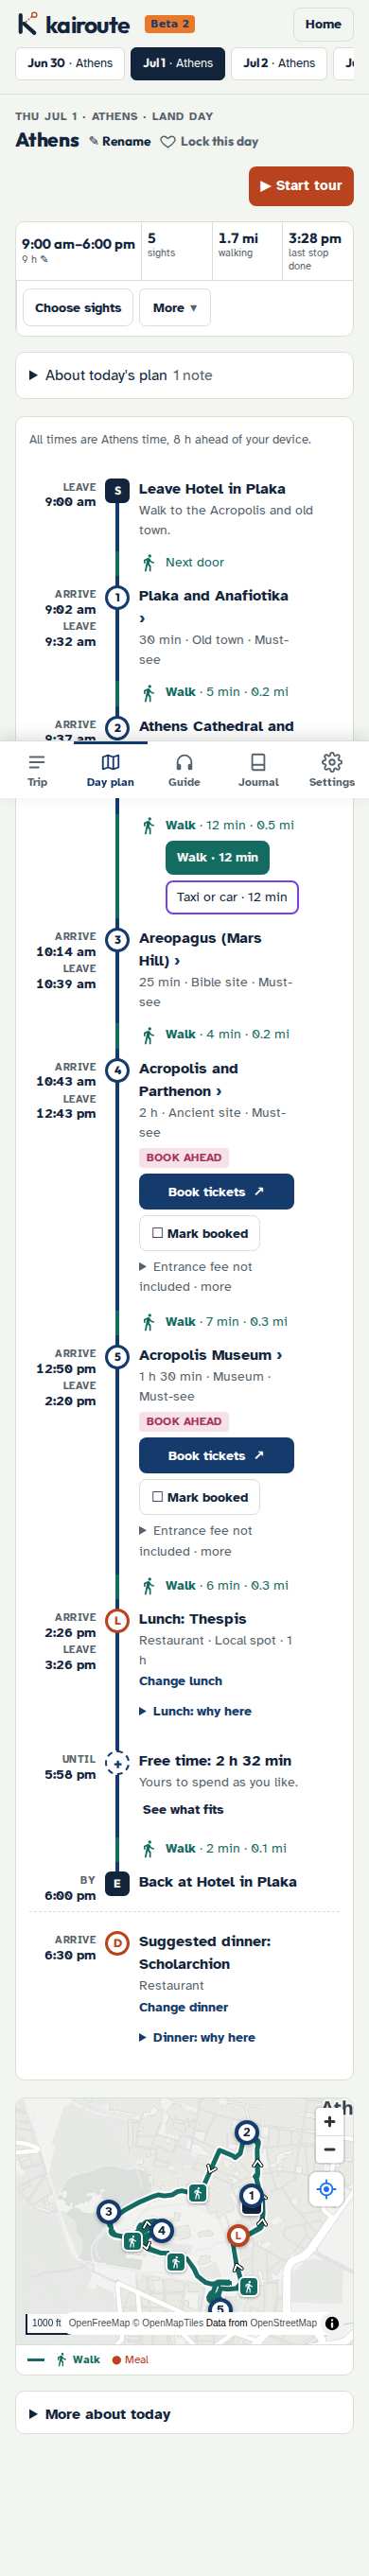 kairoute Beta 2 Home
Jun 30 · Athens Jul 1 · Athens Jul 2 · Athens
THU JUL 1 · ATHENS · LAND DAY
Athens ✎ Rename Lock this day
▶ Start tour
9:00 am–6:00 pm 5 1.7 mi 3:28 pm
9 h ✎ sights walking last stop
done
Choose sights More ▾
▶ About today's plan 1 note
All times are Athens time, 8 h ahead of your device.
LEAVE S Leave Hotel in Plaka
9:00 am Walk to the Acropolis and old
town.
Next door
ARRIVE 1 Plaka and Anafiotika
9:02 am ›
LEAVE 30 min · Old town · Must-
9:32 am see
Walk · 5 min · 0.2 mi
ARRIVE 2 Athens Cathedral and
9:37 am
Trip Day plan Guide Journal Settings
Walk · 12 min · 0.5 mi
Walk · 12 min
Taxi or car · 12 min
ARRIVE 3 Areopagus (Mars
10:14 am Hill) ›
LEAVE 25 min · Bible site · Must-
10:39 am see
Walk · 4 min · 0.2 mi
ARRIVE 4 Acropolis and
10:43 am Parthenon ›
LEAVE 2 h · Ancient site · Must-
12:43 pm see
BOOK AHEAD
Book tickets ↗
☐ Mark booked
▶ Entrance fee not
included · more
Walk · 7 min · 0.3 mi
ARRIVE 5 Acropolis Museum ›
12:50 pm 1 h 30 min · Museum ·
LEAVE Must-see
2:20 pm
BOOK AHEAD
Book tickets ↗
☐ Mark booked
▶ Entrance fee not
included · more
Walk · 6 min · 0.3 mi
ARRIVE L Lunch: Thespis
2:26 pm Restaurant · Local spot · 1
LEAVE h
3:26 pm
Change lunch
▶ Lunch: why here
UNTIL + Free time: 2 h 32 min
5:58 pm Yours to spend as you like.
See what fits
Walk · 2 min · 0.1 mi
BY E Back at Hotel in Plaka
6:00 pm
ARRIVE D Suggested dinner:
6:30 pm Scholarchion
Restaurant
Change dinner
▶ Dinner: why here
Ath
+
−
2
1
3
4
L
5
1000 ft OpenFreeMap © OpenMapTiles Data from OpenStreetMap
Walk Meal
▶ More about today